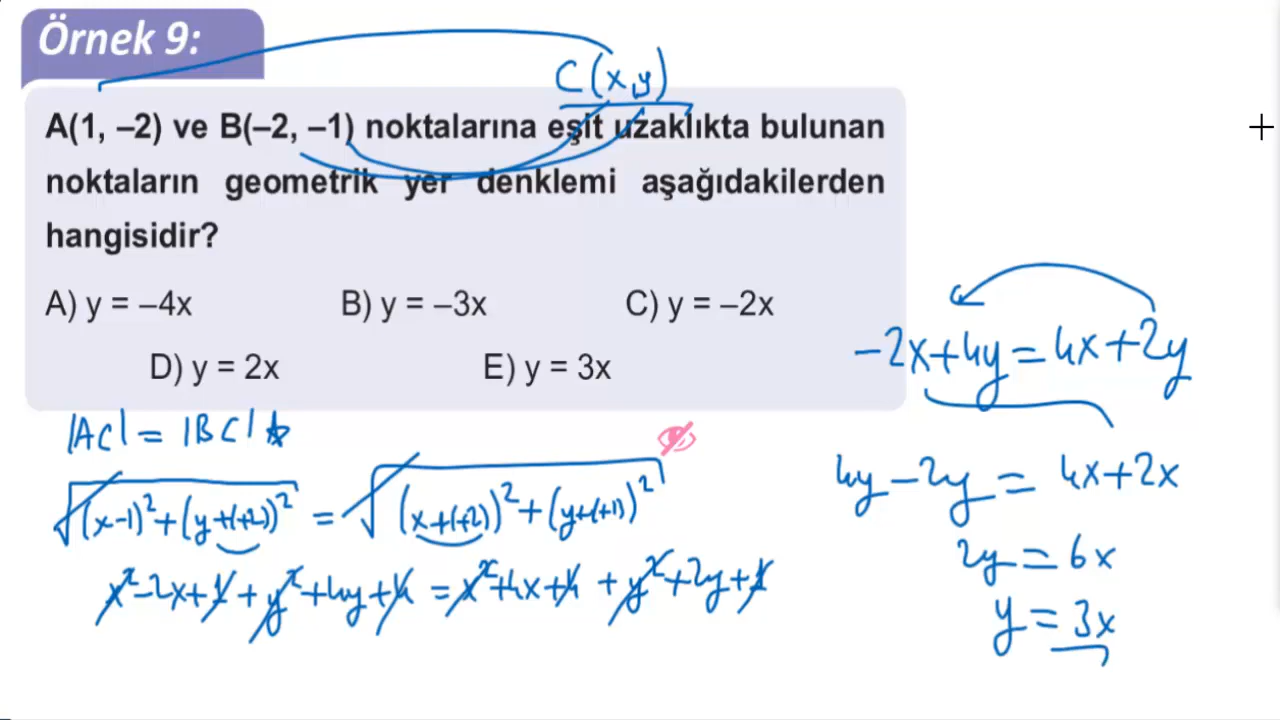 Örnek 9:
C(x,y)
A(1, –2) ve B(–2, –1) noktalarına eşit uzaklıkta bulunan
noktaların geometrik yer denklemi aşağıdakilerden
hangisidir?
A) y = –4x B) y = –3x C) y = –2x
D) y = 2x E) y = 3x
|AC| = |BC|
√(x-1)²+(y+(+2))² = √(x+(+2))²+(y+(+1))²
x²-2x+1+y²+4y+4 = x²+4x+4+y²+2y+1
-2x+4y=4x+2y
4y-2y=4x+2x
2y=6x
y=3x